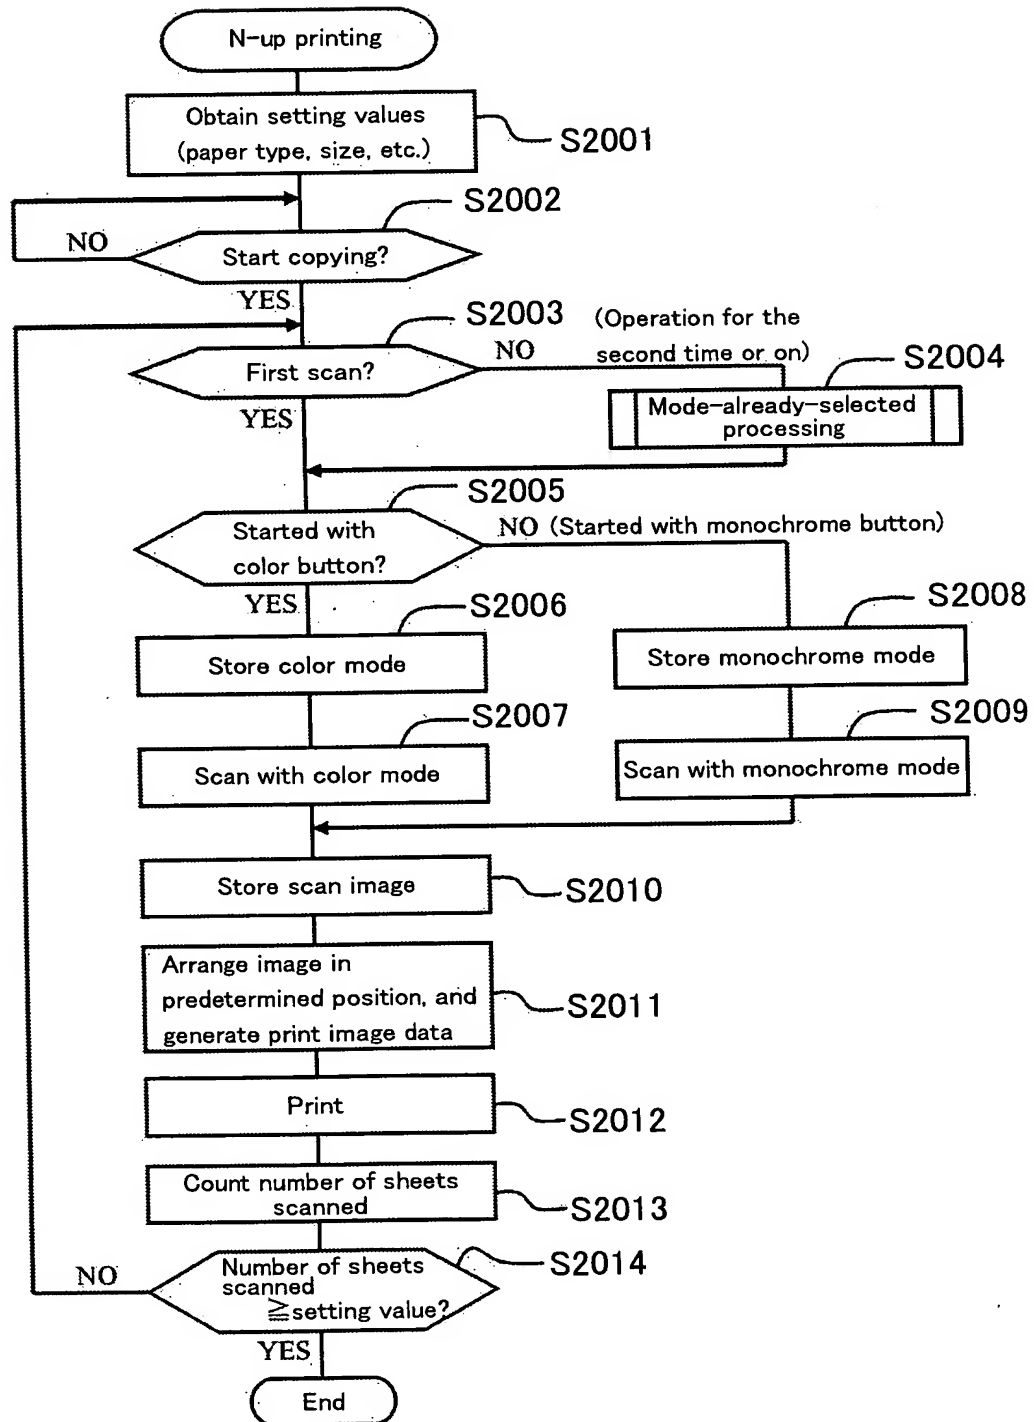 N-up printing
Obtain setting values
(paper type, size, etc.)
S2001
S2002
NO
Start copying?
YES
S2003
(Operation for the
NO
second time or on)
S2004
First scan?
Mode-already-selected
processing
YES
S2005
Started with
color button?
NO (Started with monochrome button)
YES
S2006
S2008
Store color mode
Store monochrome mode
S2007
S2009
Scan with color mode
Scan with monochrome mode
Store scan image
S2010
Arrange image in
predetermined position, and
generate print image data
S2011
Print
S2012
Count number of sheets
scanned
S2013
S2014
NO
Number of sheets
scanned
≧setting value?
YES
End